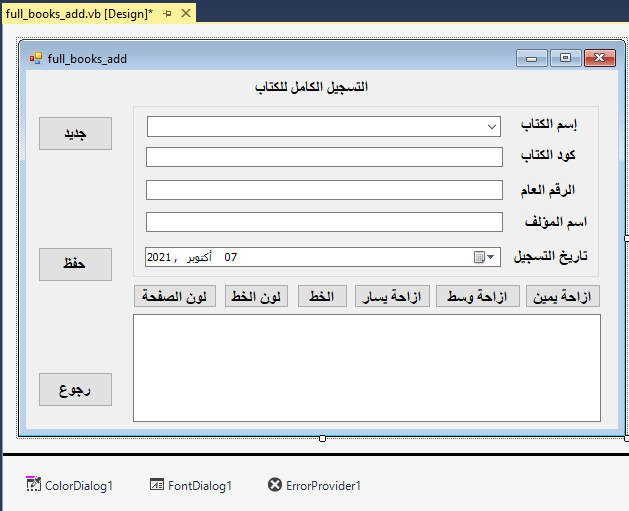 full_books_add.vb [Design]*
full_books_add
التسجيل الكامل للكتاب
إسم الكتاب
جديد
كود الكتاب
الرقم العام
اسم المؤلف
تاريخ التسجيل
07 أكتوبر , 2021
حفظ
ازاحة يمين
ازاحة وسط
ازاحة يسار
الخط
لون الخط
لون الصفحة
رجوع
ColorDialog1
FontDialog1
ErrorProvider1